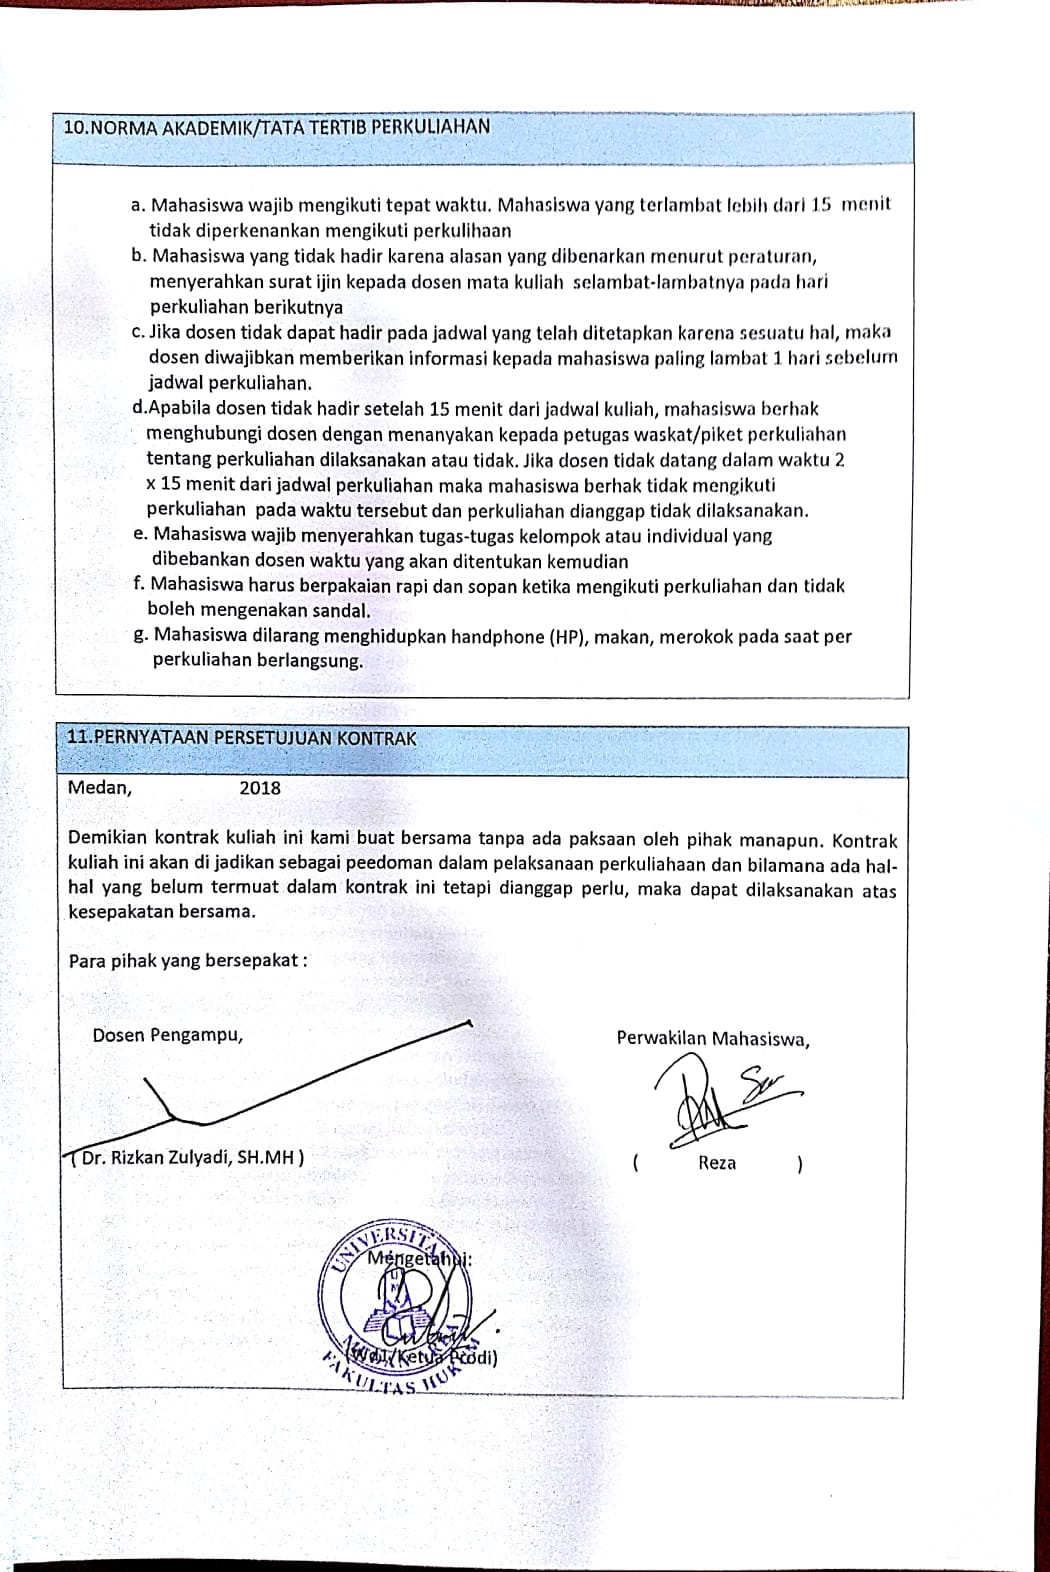 10.NORMA AKADEMIK/TATA TERTIB PERKULIAHAN
a. Mahasiswa wajib mengikuti tepat waktu. Mahasiswa yang terlambat lebih dari 15 menit
tidak diperkenankan mengikuti perkulihaan
b. Mahasiswa yang tidak hadir karena alasan yang dibenarkan menurut peraturan,
menyerahkan surat ijin kepada dosen mata kuliah selambat-lambatnya pada hari
perkuliahan berikutnya
c. Jika dosen tidak dapat hadir pada jadwal yang telah ditetapkan karena sesuatu hal, maka
dosen diwajibkan memberikan informasi kepada mahasiswa paling lambat 1 hari sebelum
jadwal perkuliahan.
d.Apabila dosen tidak hadir setelah 15 menit dari jadwal kuliah, mahasiswa berhak
menghubungi dosen dengan menanyakan kepada petugas waskat/piket perkuliahan
tentang perkuliahan dilaksanakan atau tidak. Jika dosen tidak datang dalam waktu 2
x 15 menit dari jadwal perkuliahan maka mahasiswa berhak tidak mengikuti
perkuliahan pada waktu tersebut dan perkuliahan dianggap tidak dilaksanakan.
e. Mahasiswa wajib menyerahkan tugas-tugas kelompok atau individual yang
dibebankan dosen waktu yang akan ditentukan kemudian
f. Mahasiswa harus berpakaian rapi dan sopan ketika mengikuti perkuliahan dan tidak
boleh mengenakan sandal.
g. Mahasiswa dilarang menghidupkan handphone (HP), makan, merokok pada saat per
perkuliahan berlangsung.
11.PERNYATAAN PERSETUJUAN KONTRAK
Medan, 2018
Demikian kontrak kuliah ini kami buat bersama tanpa ada paksaan oleh pihak manapun. Kontrak
kuliah ini akan di jadikan sebagai peedoman dalam pelaksanaan perkuliahaan dan bilamana ada hal-
hal yang belum termuat dalam kontrak ini tetapi dianggap perlu, maka dapat dilaksanakan atas
kesepakatan bersama.
Para pihak yang bersepakat :
Dosen Pengampu, Perwakilan Mahasiswa,
( Dr. Rizkan Zulyadi, SH.MH ) ( Reza )
UNIVERSITA
Mengetahui:
(Wd1/Ketua Prodi)
FAKULTAS HUKUM